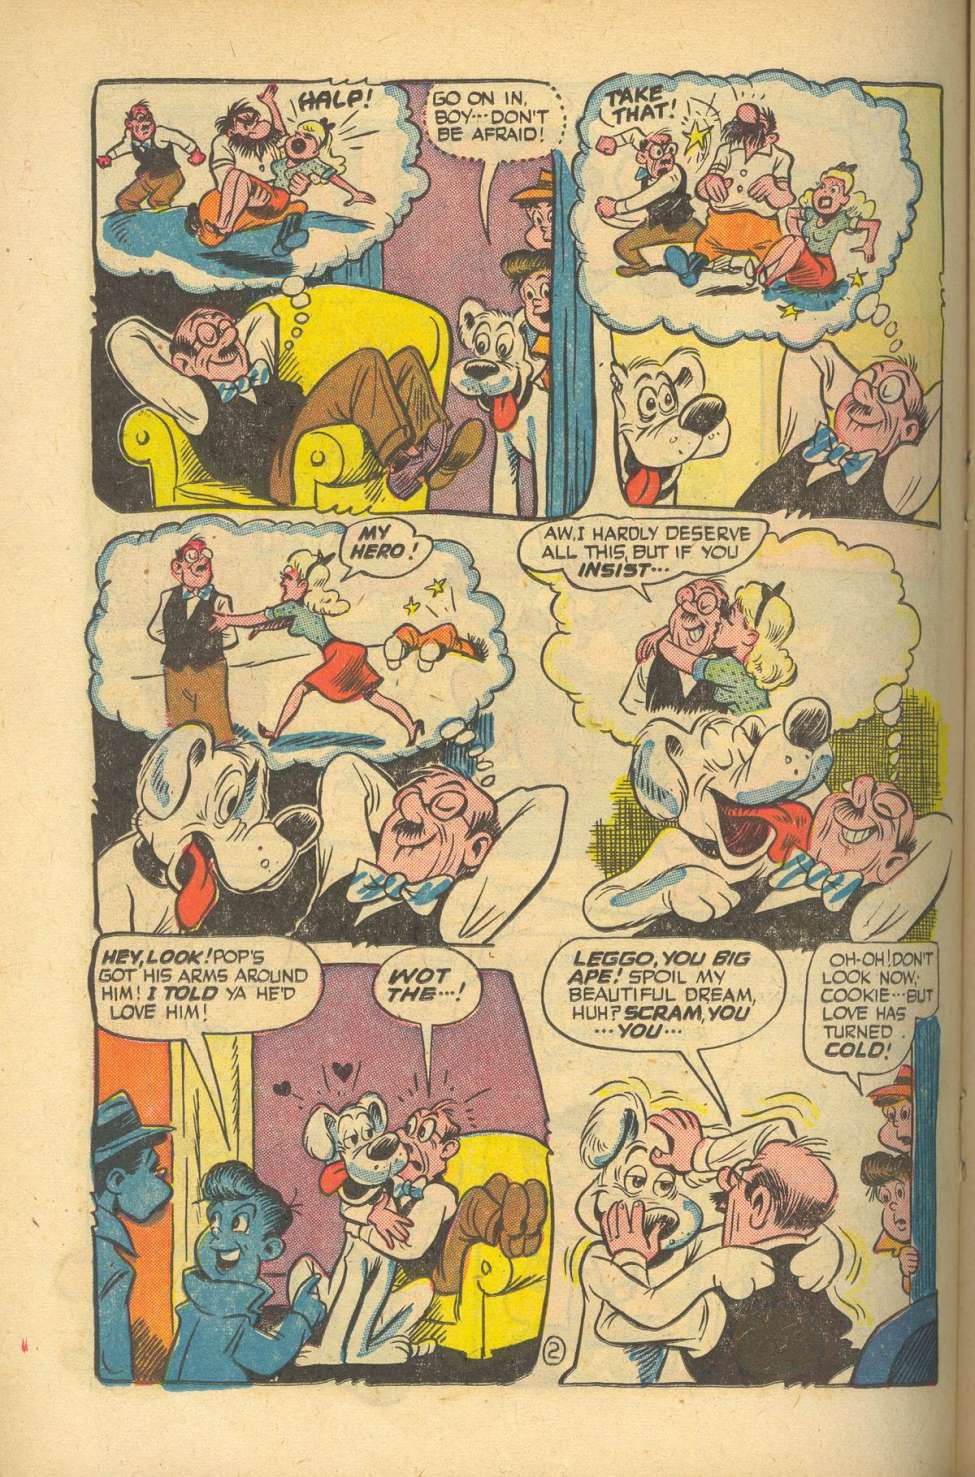 HALP!
GO ON IN,
BOY---DON'T
BE AFRAID!
TAKE
THAT!
MY
HERO!
AW, I HARDLY DESERVE
ALL THIS, BUT IF YOU
INSIST---
HEY, LOOK! POP'S
GOT HIS ARMS AROUND
HIM! I TOLD YA HE'D
LOVE HIM!
WOT
THE---!
LEGGO, YOU BIG
APE! SPOIL MY
BEAUTIFUL DREAM,
HUH? SCRAM, YOU
---YOU---
OH-OH! DON'T
LOOK NOW,
COOKIE---BUT
LOVE HAS
TURNED
COLD!
2